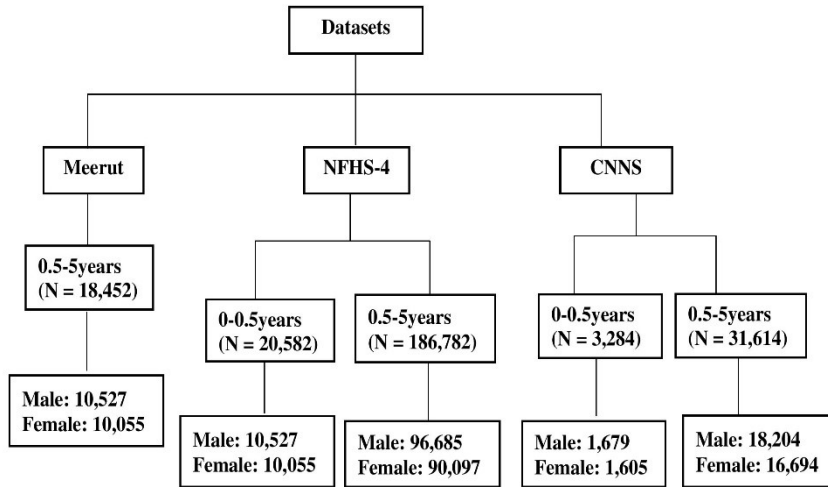 Datasets
Meerut
NFHS-4
CNNS
0.5-5years
(N = 18,452)
0-0.5years
(N = 20,582)
0.5-5years
(N = 186,782)
0-0.5years
(N = 3,284)
0.5-5years
(N = 31,614)
Male: 10,527
Female: 10,055
Male: 10,527
Female: 10,055
Male: 96,685
Female: 90,097
Male: 1,679
Female: 1,605
Male: 18,204
Female: 16,694